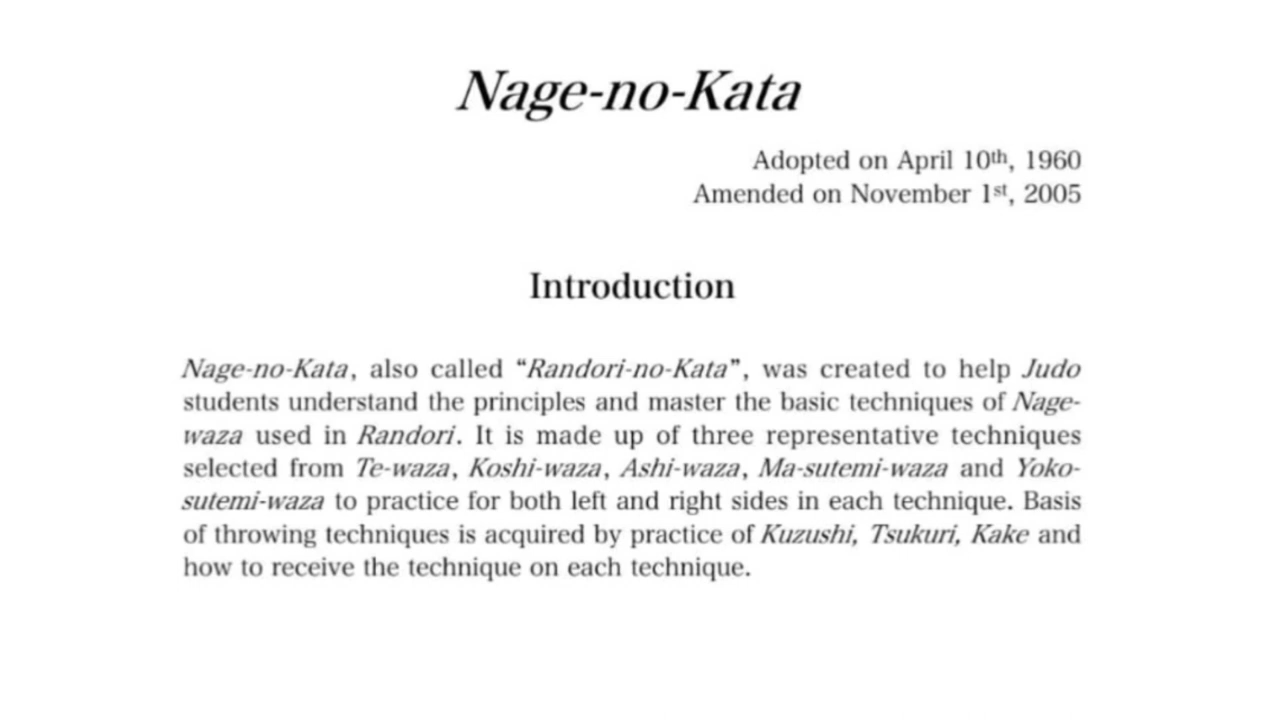 Nage-no-Kata
Adopted on April 10th, 1960
Amended on November 1st, 2005
Introduction
Nage-no-Kata, also called “Randori-no-Kata”, was created to help Judo
students understand the principles and master the basic techniques of Nage-
waza used in Randori. It is made up of three representative techniques
selected from Te-waza, Koshi-waza, Ashi-waza, Ma-sutemi-waza and Yoko-
sutemi-waza to practice for both left and right sides in each technique. Basis
of throwing techniques is acquired by practice of Kuzushi, Tsukuri, Kake and
how to receive the technique on each technique.